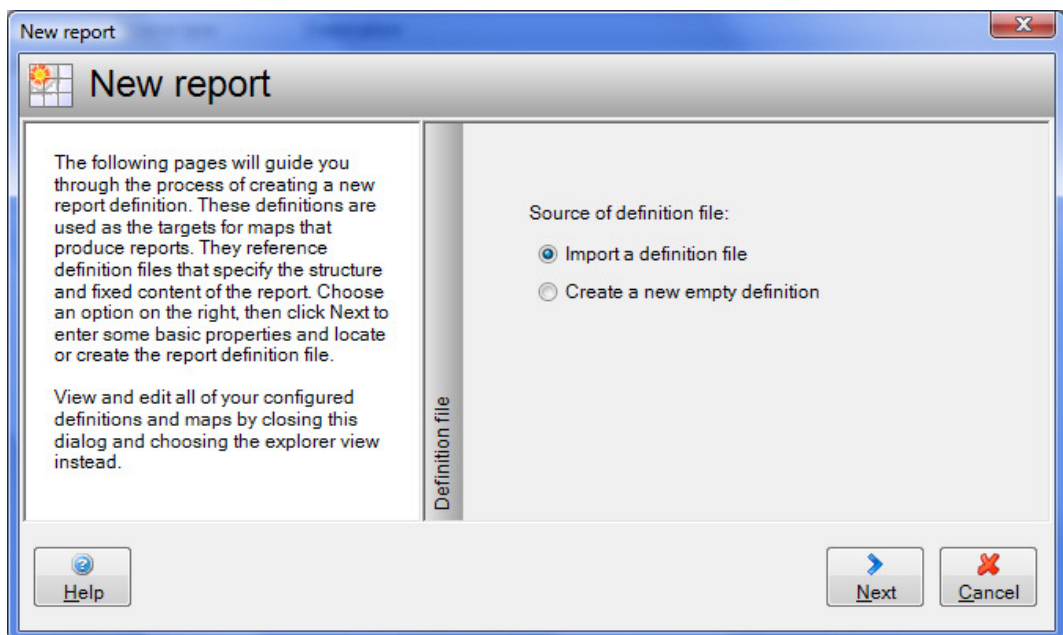 New report
New report
The following pages will guide you
through the process of creating a new
report definition. These definitions are
used as the targets for maps that
produce reports. They reference
definition files that specify the structure
and fixed content of the report. Choose
an option on the right, then click Next to
enter some basic properties and locate
or create the report definition file.
View and edit all of your configured
definitions and maps by closing this
dialog and choosing the explorer view
instead.
Definition file
Source of definition file:
Import a definition file
Create a new empty definition
Help
Next
Cancel